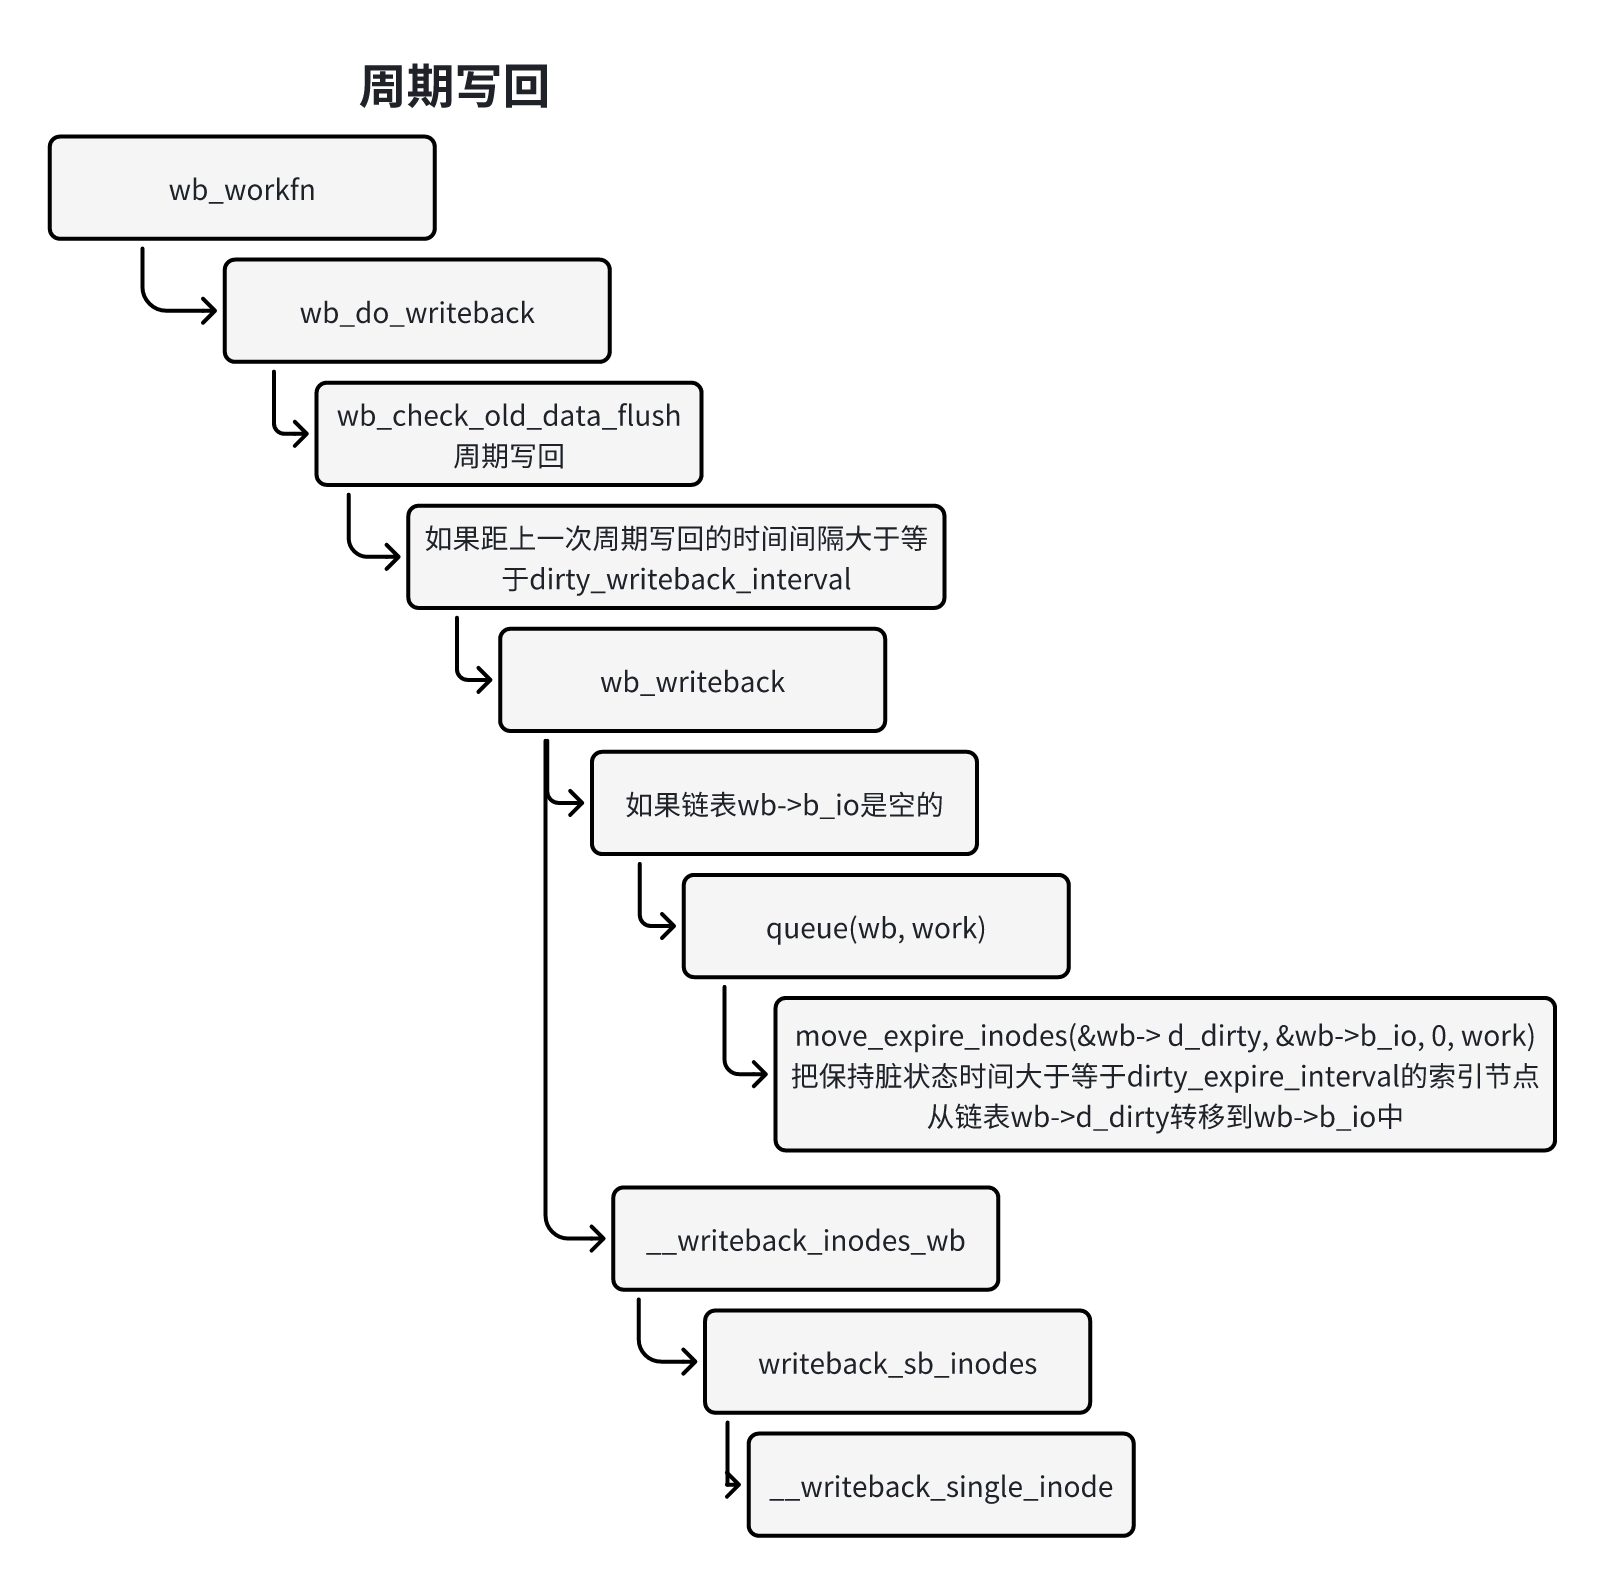 周期写回
wb_workfn
wb_do_writeback
wb_check_old_data_flush
周期写回
如果距上一次周期写回的时间间隔大于等
于dirty_writeback_interval
wb_writeback
如果链表wb->b_io是空的
queue(wb, work)
move_expire_inodes(&wb-> d_dirty, &wb->b_io, 0, work)
把保持脏状态时间大于等于dirty_expire_interval的索引节点
从链表wb->d_dirty转移到wb->b_io中
__writeback_inodes_wb
writeback_sb_inodes
__writeback_single_inode